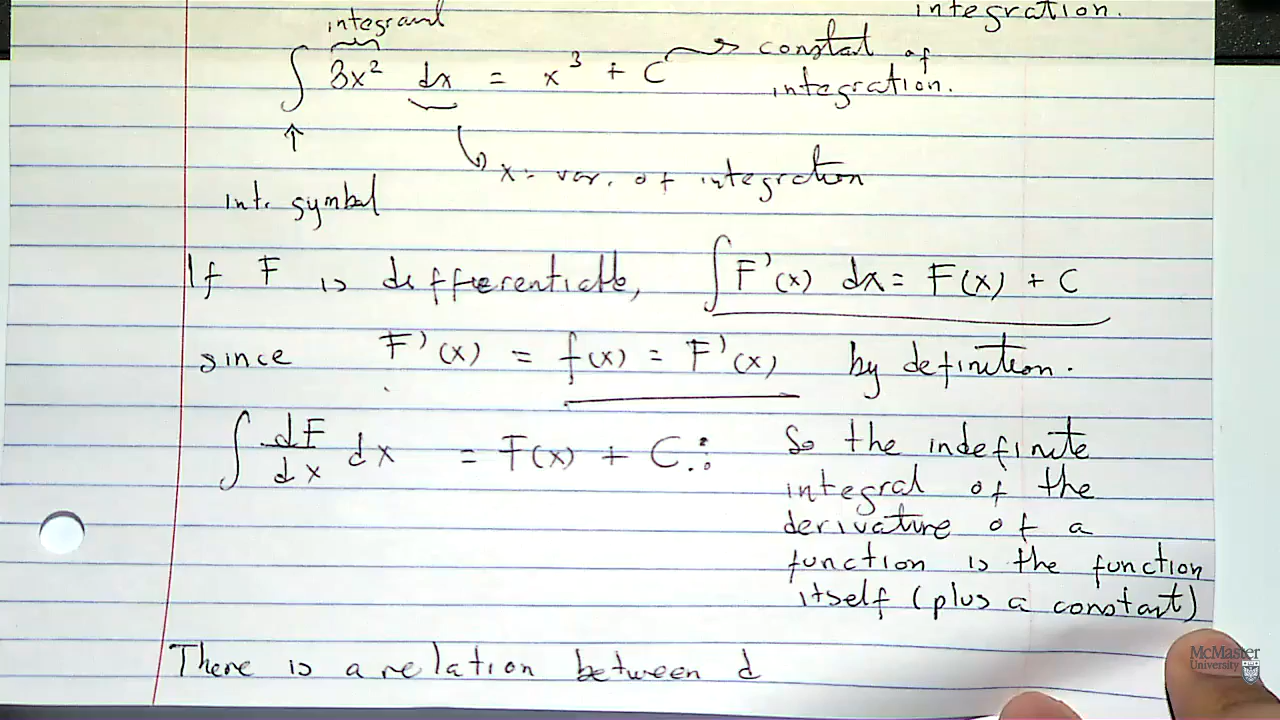 integration.
integrand
∫ 3x² dx = x³ + C → constat of
integration.
↑
x = var. of integration
int. symbol
If F is differentiable, ∫ F'(x) dx = F(x) + C
since F'(x) = f(x) = F'(x) by definition.
∫ dF/dx dx = F(x) + C ∴ So the indefinite
integral of the
derivative of a
function is the function
itself (plus a constant)
There is a relation between d
McMaster
University